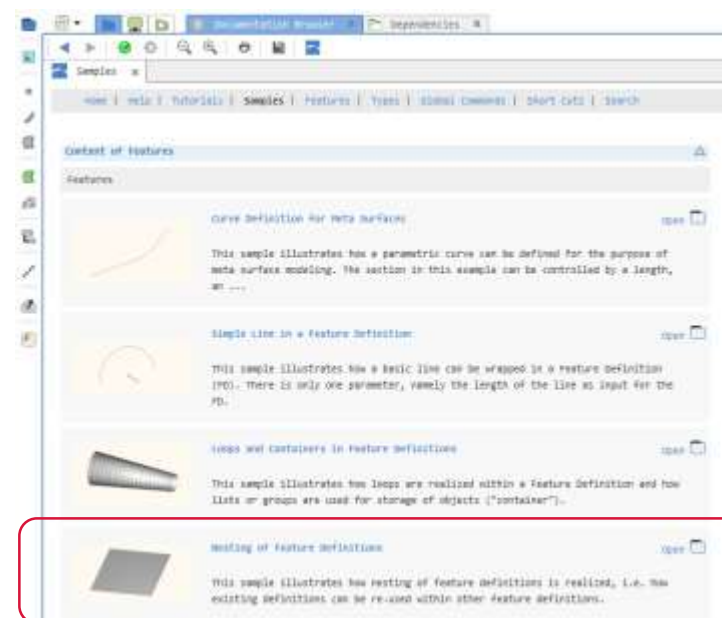 Documentation Browser
Dependencies
Samples
Home | Help | Tutorials | Samples | Features | Types | Global Commands | Short Cuts | Search
Content of Features
Features
Curve Definition for Meta Surfaces
Open
This sample illustrates how a parametric curve can be defined for the purpose of
meta surface modeling. The section in this example can be controlled by a length,
an ...
Simple Line in a Feature Definition
Open
This sample illustrates how a basic line can be wrapped in a Feature Definition
(FD). There is only one parameter, namely the length of the line as input for the
FD.
Loops and Containers in Feature Definitions
Open
This sample illustrates how loops are realized within a Feature Definition and how
lists or groups are used for storage of objects ("container").
Nesting of Feature Definitions
Open
This sample illustrates how nesting of feature definitions is realized, i.e. how
existing definitions can be re-used within other feature definitions.